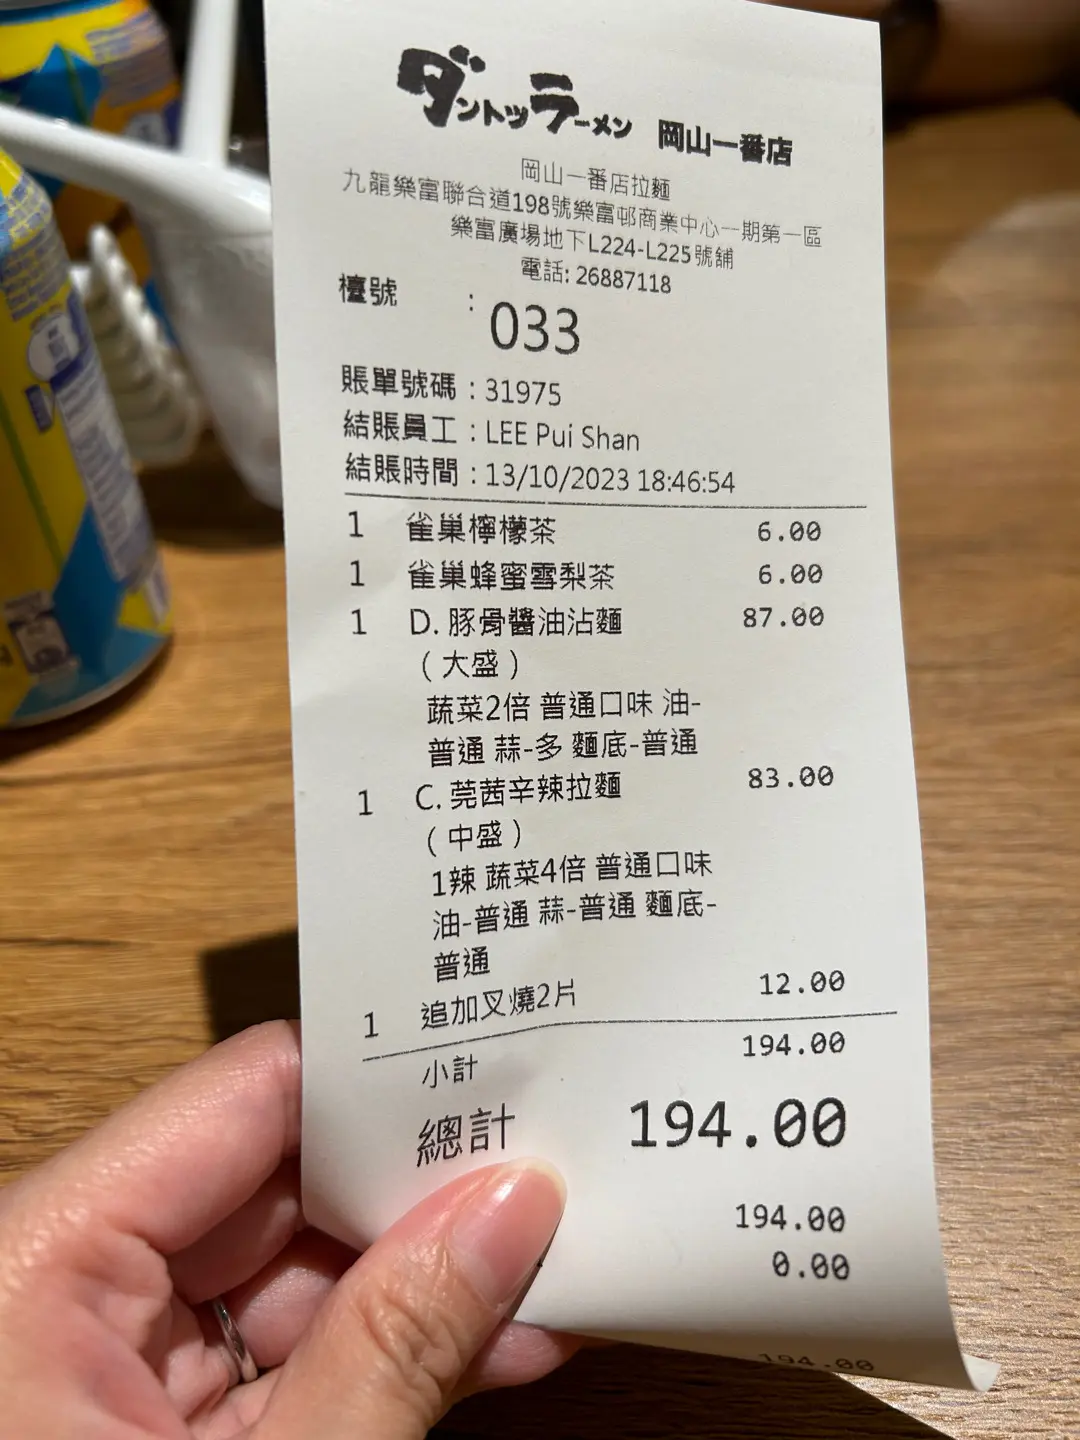 ダントツラーメン 岡山一番店
岡山一番店拉麵
九龍樂富聯合道198號樂富邨商業中心一期第一區
樂富廣場地下L224-L225號舖
電話: 26887118
檯號 : 033
賬單號碼 : 31975
結賬員工 : LEE Pui Shan
結賬時間 : 13/10/2023 18:46:54
1 雀巢檸檬茶 6.00
1 雀巢蜂蜜雪梨茶 6.00
1 D. 豚骨醬油沾麵 87.00
( 大盛 )
蔬菜2倍 普通口味 油-
普通 蒜-多 麵底-普通
1 C. 莞茜辛辣拉麵 83.00
( 中盛 )
1辣 蔬菜4倍 普通口味
油-普通 蒜-普通 麵底-
普通
1 追加叉燒2片 12.00
小計 194.00
總計 194.00
194.00
0.00
194.00